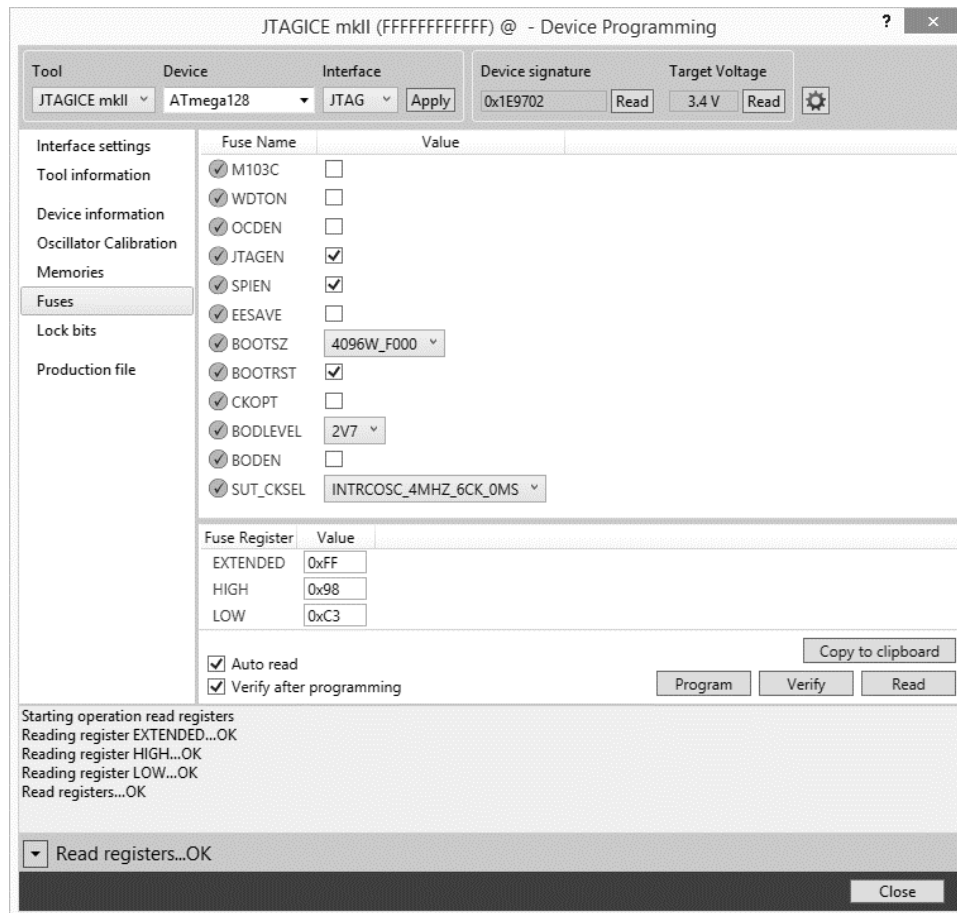 JTAGICE mkII (FFFFFFFFFFFF) @  - Device Programming ? ×
Tool Device Interface Device signature Target Voltage
JTAGICE mkII ATmega128 JTAG Apply 0x1E9702 Read 3.4 V Read
Interface settings
Tool information
Device information
Oscillator Calibration
Memories
Fuses
Lock bits
Production file
Fuse Name Value
M103C
WDTON
OCDEN
JTAGEN
SPIEN
EESAVE
BOOTSZ 4096W_F000
BOOTRST
CKOPT
BODLEVEL 2V7
BODEN
SUT_CKSEL INTRCOSC_4MHZ_6CK_0MS
Fuse Register Value
EXTENDED 0xFF
HIGH 0x98
LOW 0xC3
Copy to clipboard
Auto read
Verify after programming Program Verify Read
Starting operation read registers
Reading register EXTENDED...OK
Reading register HIGH...OK
Reading register LOW...OK
Read registers...OK
Read registers...OK
Close